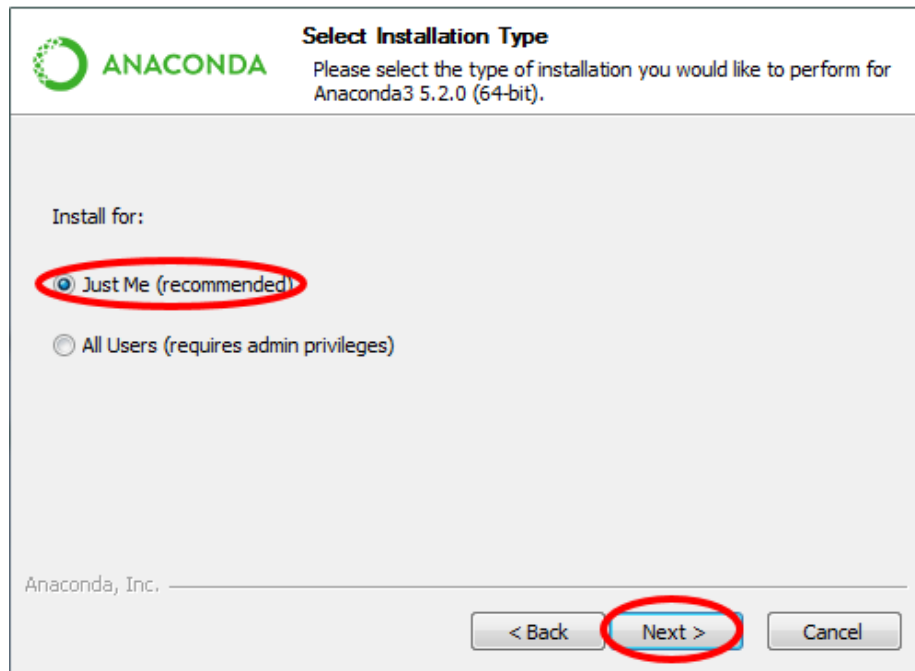 ANACONDA
Select Installation Type
Please select the type of installation you would like to perform for
Anaconda3 5.2.0 (64-bit).
Install for:
Just Me (recommended)
All Users (requires admin privileges)
Anaconda, Inc.
< Back
Next >
Cancel